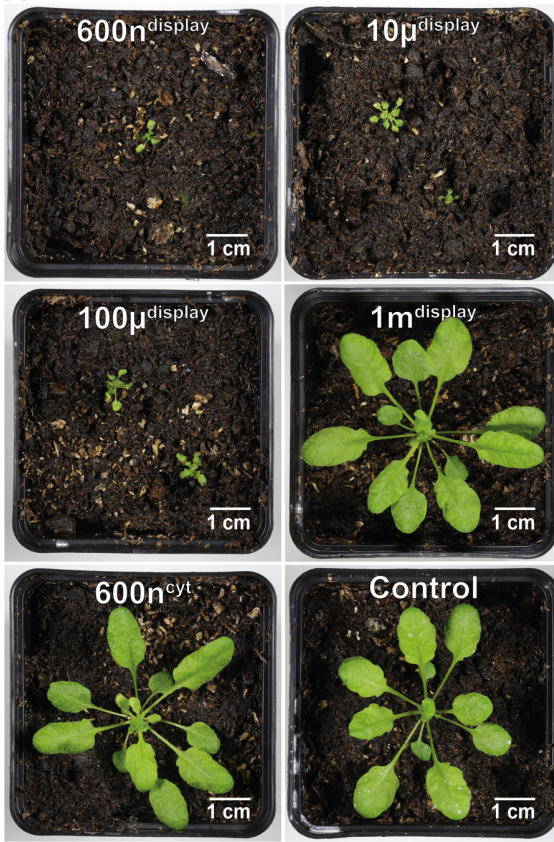 600n^display
1 cm
10μ^display
1 cm
100μ^display
1 cm
1m^display
1 cm
600n^cyt
1 cm
Control
1 cm